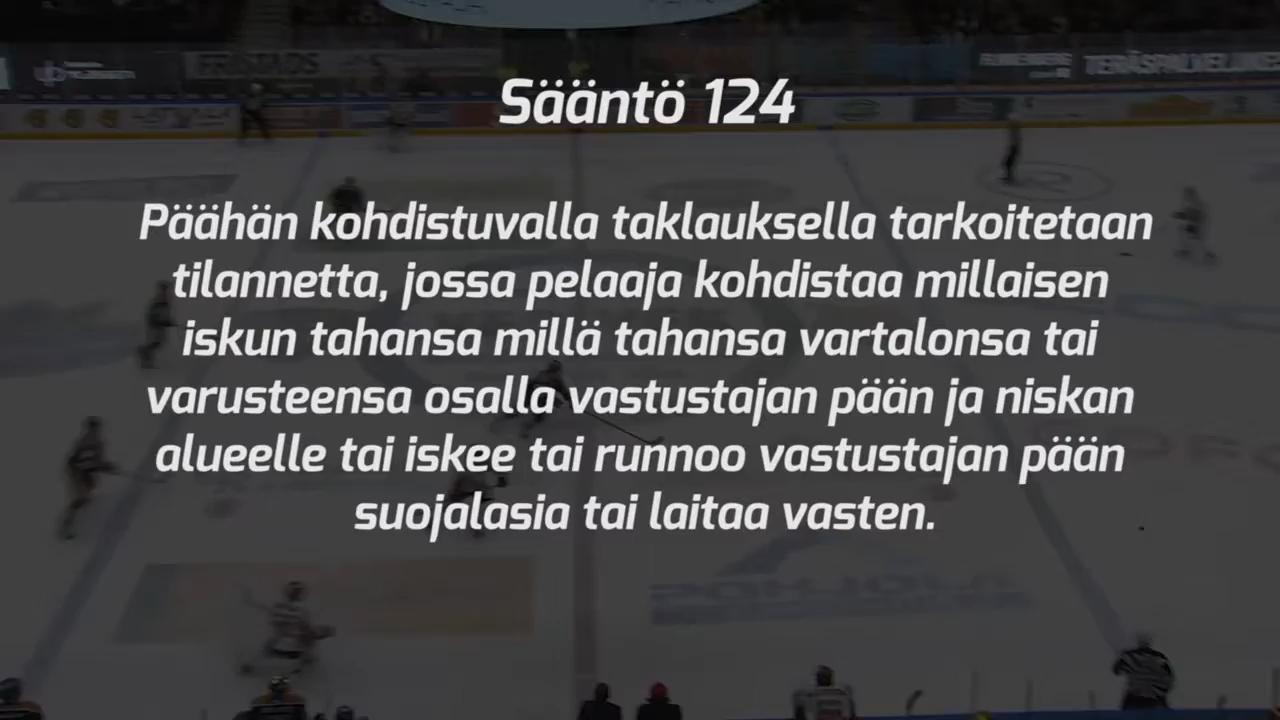 Sääntö 124
Päähän kohdistuvalla taklauksella tarkoitetaan
tilannetta, jossa pelaaja kohdistaa millaisen
iskun tahansa millä tahansa vartalonsa tai
varusteensa osalla vastustajan pään ja niskan
alueelle tai iskee tai runnoo vastustajan pään
suojalasia tai laitaa vasten.